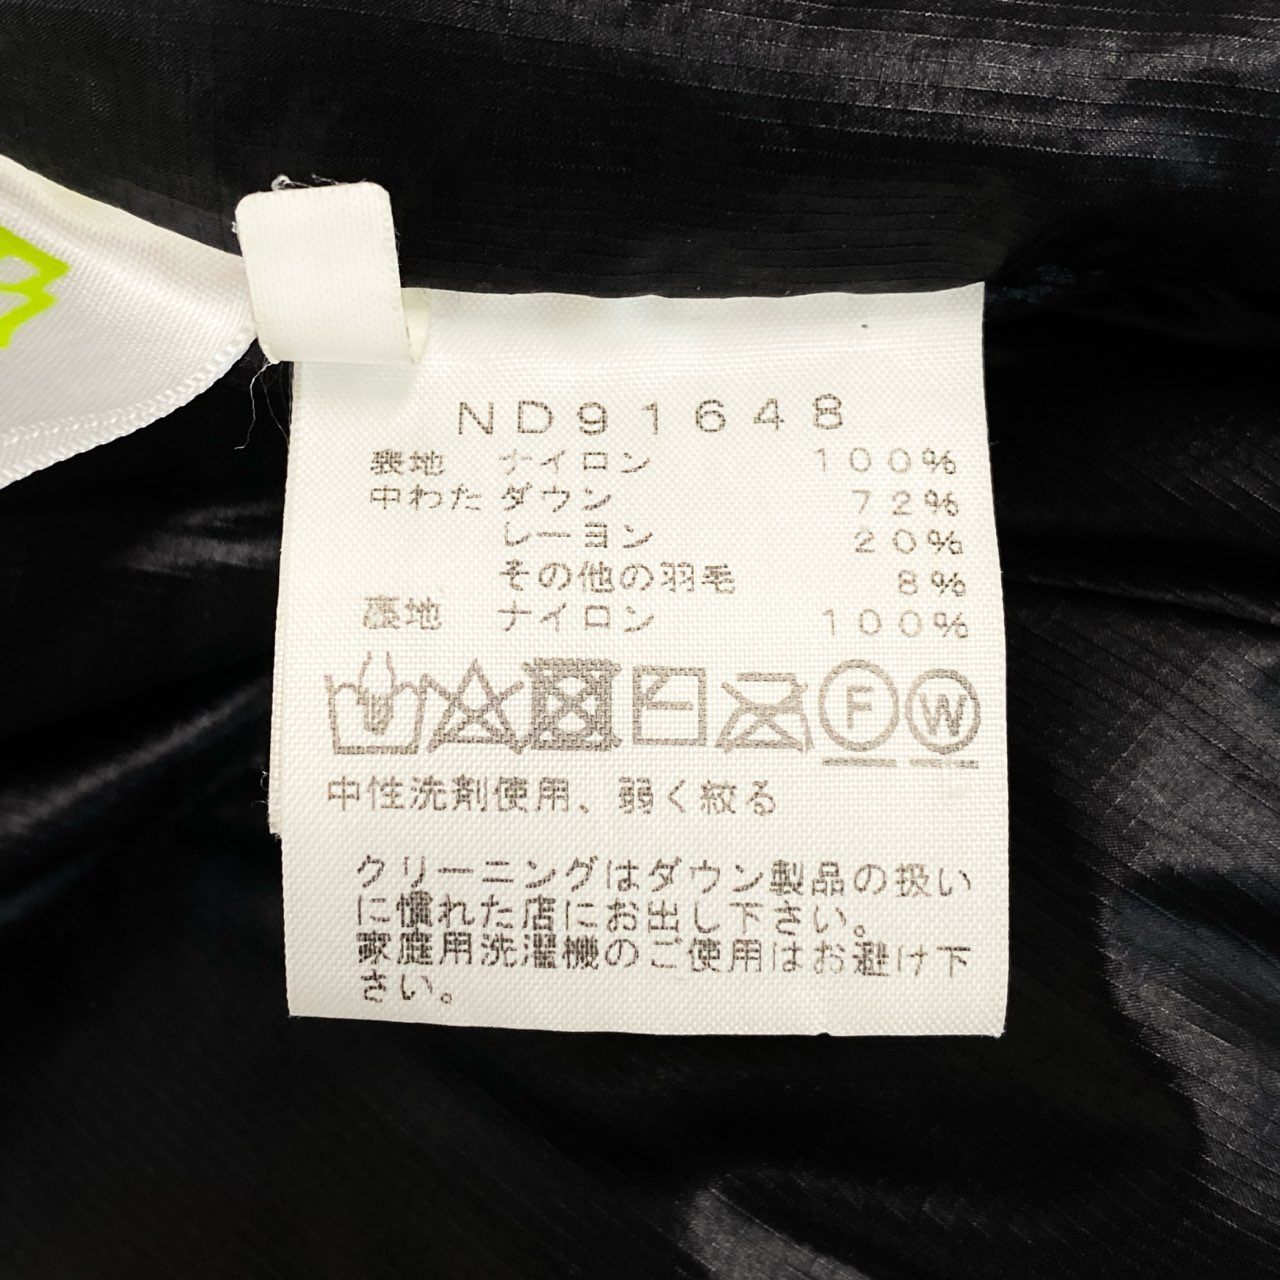 ND91648
表地 ナイロン 100%
中わた ダウン 72%
レーヨン 20%
その他の羽毛 8%
裏地 ナイロン 100%
F W
中性洗剤使用、弱く絞る
クリーニングはダウン製品の扱い
に慣れた店にお出し下さい。
家庭用洗濯機のご使用はお避け下
さい。